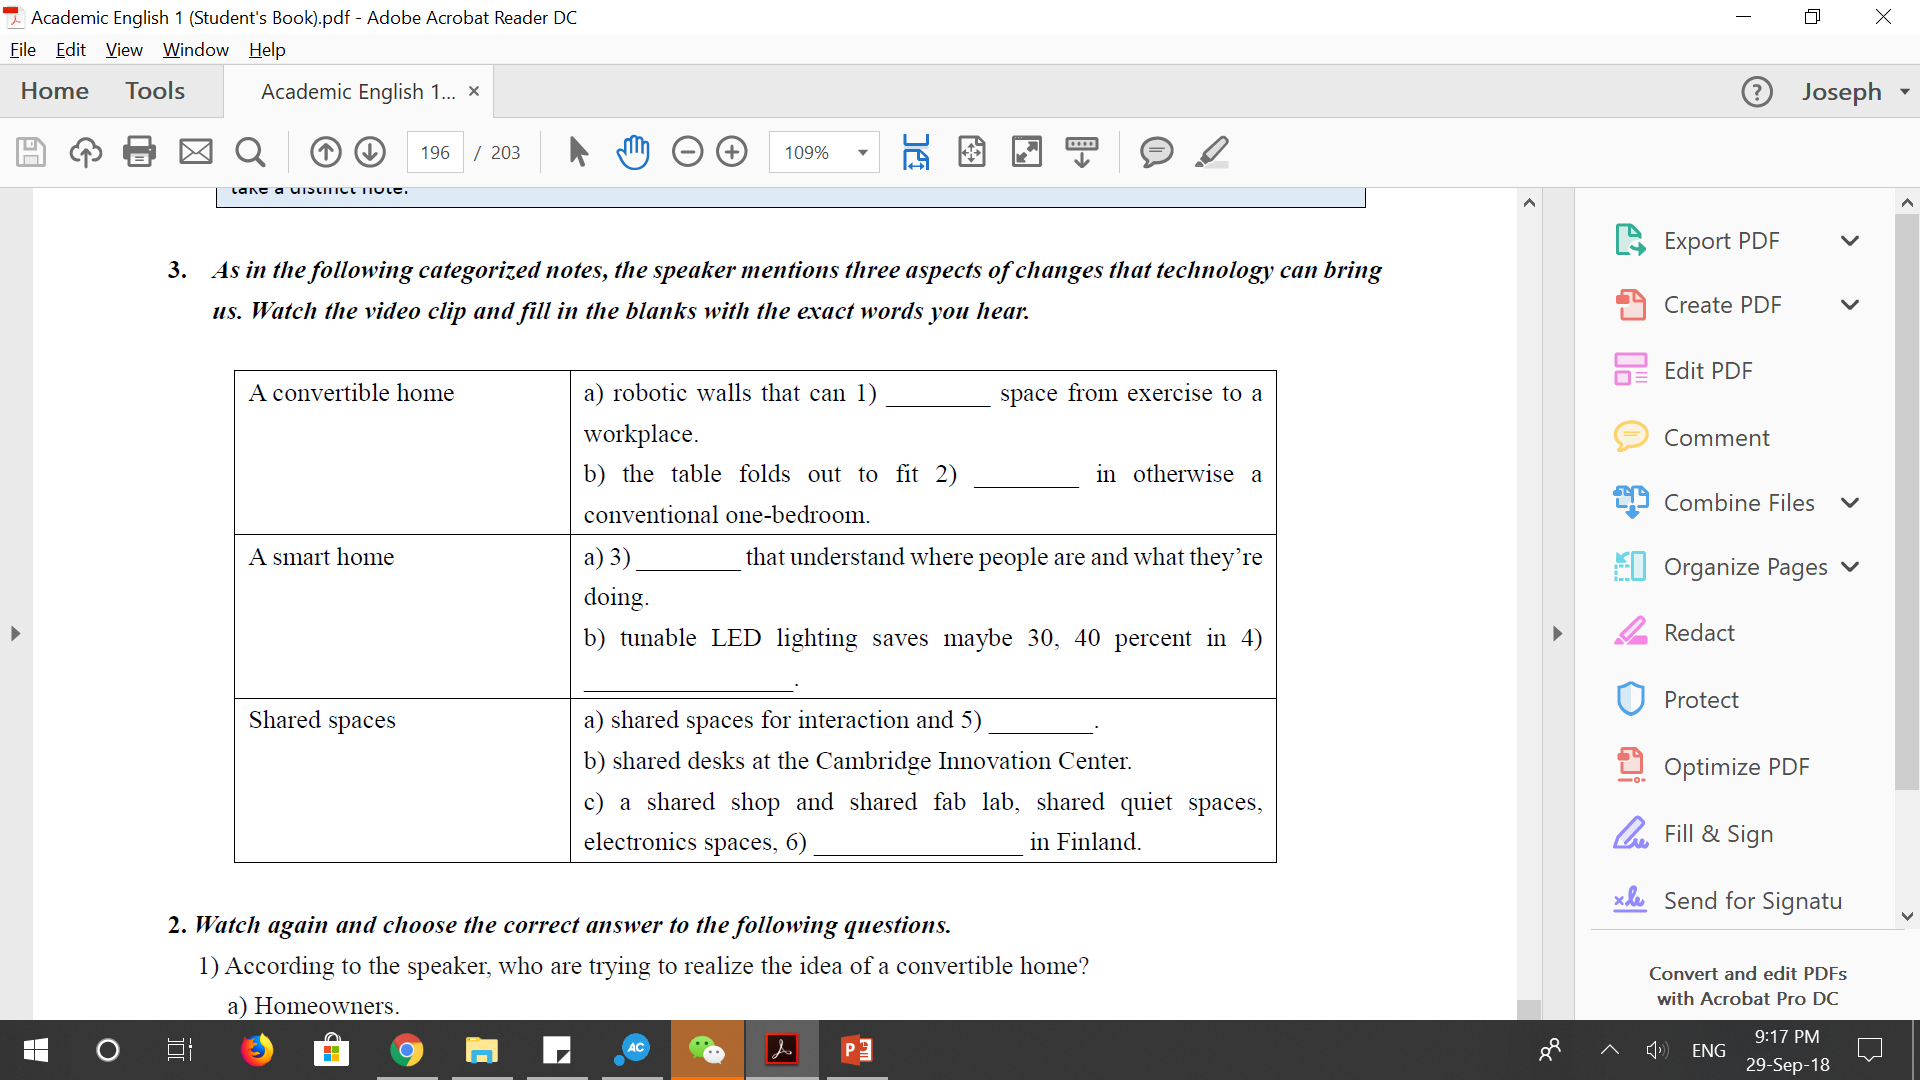 Academic English 1 (Student's Book).pdf - Adobe Acrobat Reader DC
File Edit View Window Help
Home Tools Academic English 1... × Joseph
196 / 203 109%
take a distinct note.
3. As in the following categorized notes, the speaker mentions three aspects of changes that technology can bring
us. Watch the video clip and fill in the blanks with the exact words you hear.
A convertible home
a) robotic walls that can 1) ________ space from exercise to a
workplace.
b) the table folds out to fit 2) ________ in otherwise a
conventional one-bedroom.
A smart home
a) 3) ________ that understand where people are and what they're
doing.
b) tunable LED lighting saves maybe 30, 40 percent in 4)
________________.
Shared spaces
a) shared spaces for interaction and 5) ________.
b) shared desks at the Cambridge Innovation Center.
c) a shared shop and shared fab lab, shared quiet spaces,
electronics spaces, 6) ________________ in Finland.
2. Watch again and choose the correct answer to the following questions.
1) According to the speaker, who are trying to realize the idea of a convertible home?
a) Homeowners.
Export PDF
Create PDF
Edit PDF
Comment
Combine Files
Organize Pages
Redact
Protect
Optimize PDF
Fill & Sign
Send for Signatu
Convert and edit PDFs
with Acrobat Pro DC
AC
ENG
9:17 PM
29-Sep-18